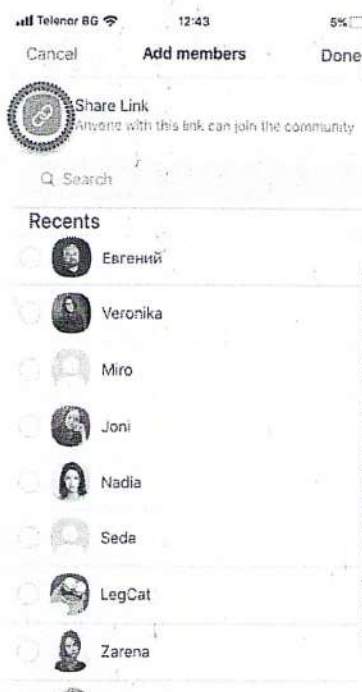 Telenor BG 12:43 5%
Cancel Add members Done
Share Link
Anyone with this link can join the community
Search
Recents
Евгений
Veronika
Miro
Joni
Nadia
Seda
LegCat
Zarena